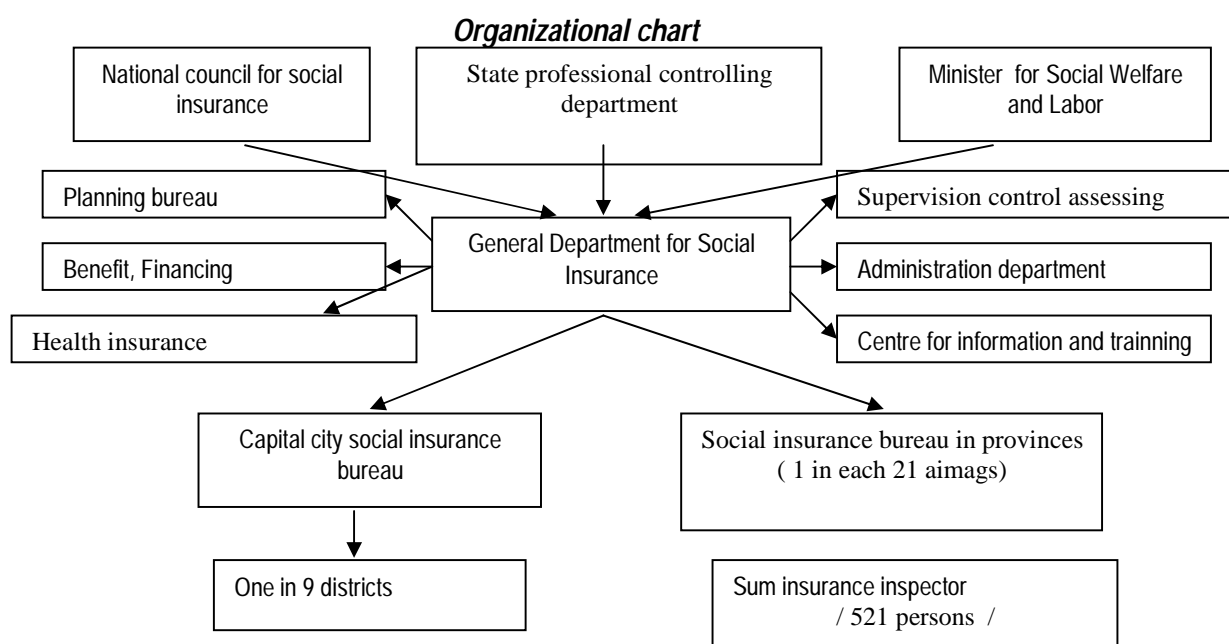 Organizational chart
National council for social
insurance
State professional controlling
department
Minister for Social Welfare
and Labor
Planning bureau
Supervision control assessing
General Department for Social
Insurance
Benefit, Financing
Administration department
Health insurance
Centre for information and trainning
Capital city social insurance
bureau
Social insurance bureau in provinces
( 1 in each 21 aimags)
One in 9 districts
Sum insurance inspector
/ 521 persons /